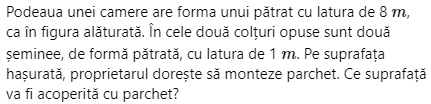 Podeaua unei camere are forma unui pătrat cu latura de 8 m,
ca în figura alăturată. În cele două colțuri opuse sunt două
șeminee, de formă pătrată, cu latura de 1 m. Pe suprafața
hașurată, proprietarul dorește să monteze parchet. Ce suprafață
va fi acoperită cu parchet?